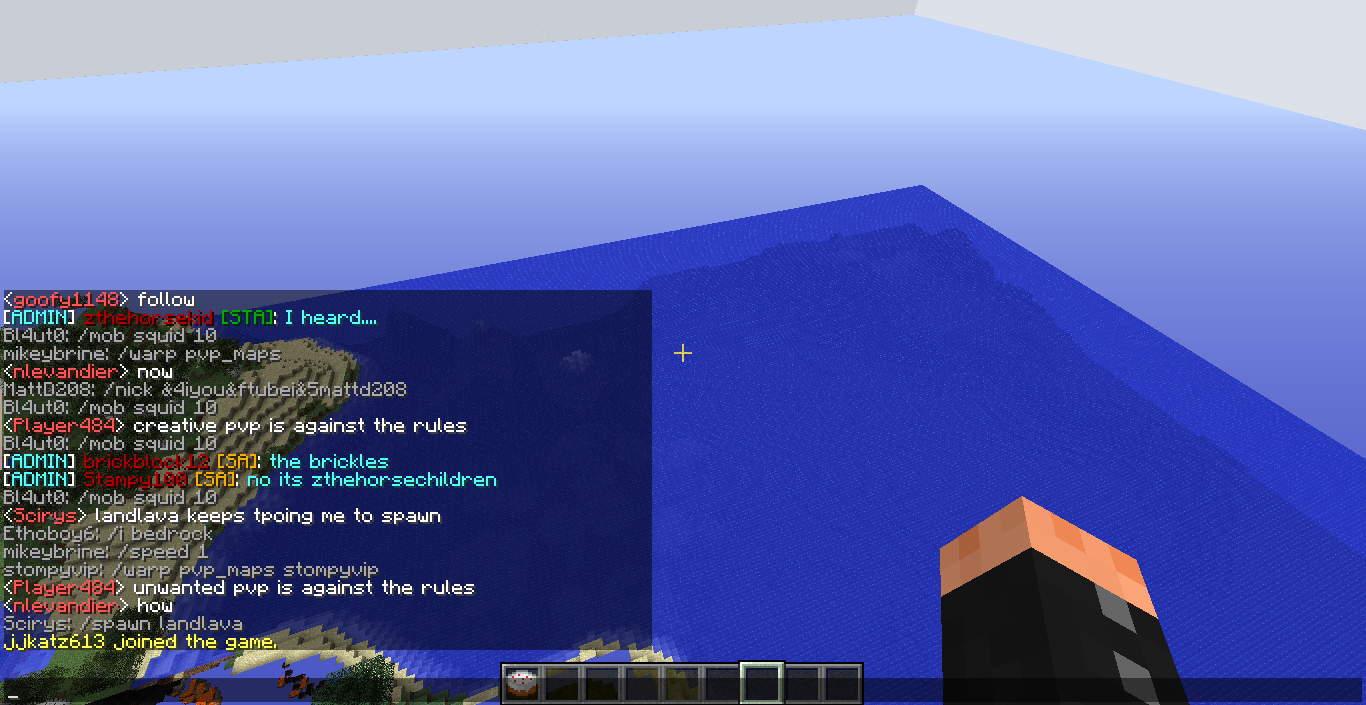 <goofy1148> follow
[ADMIN] zthehorsekid [STA]: I heard....
Bl4ut0: /mob squid 10
mikeybrine: /warp pvp_maps
<nlevandier> now
MattD208: /nick &4iyou&ftubei&5mattd208
Bl4ut0: /mob squid 10
<Player484> creative pvp is against the rules
Bl4ut0: /mob squid 10
[ADMIN] brickblock12 [SA]: the brickles
[ADMIN] Stampy100 [SA]: no its zthehorsechildren
Bl4ut0: /mob squid 10
<Scirys> landlava keeps tpoing me to spawn
Ethoboy6: /i bedrock
mikeybrine: /speed 1
stompyvip: /warp pvp_maps stompyvip
<Player484> unwanted pvp is against the rules
<nlevandier> how
Scirys: /spawn landlava
jjkatz613 joined the game.
_